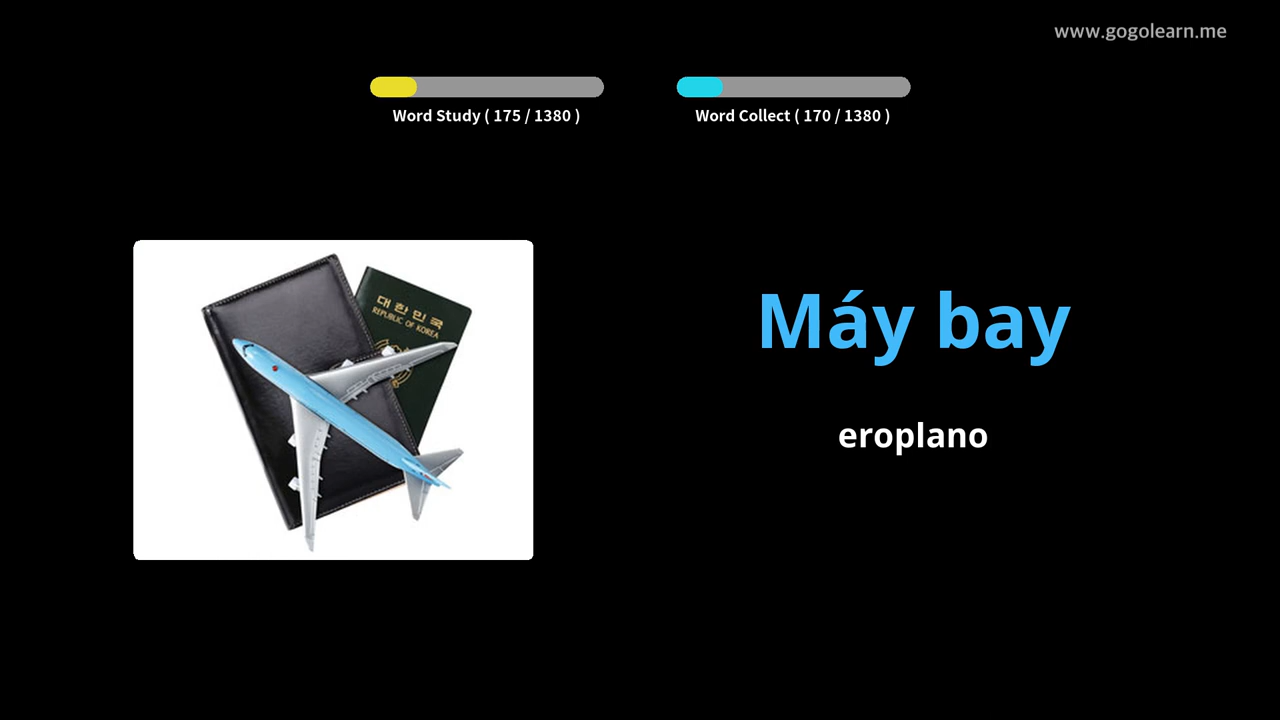 www.gogolearn.me
Word Study ( 175 / 1380 )
Word Collect ( 170 / 1380 )
대한민국
REPUBLIC OF KOREA
Máy bay
eroplano